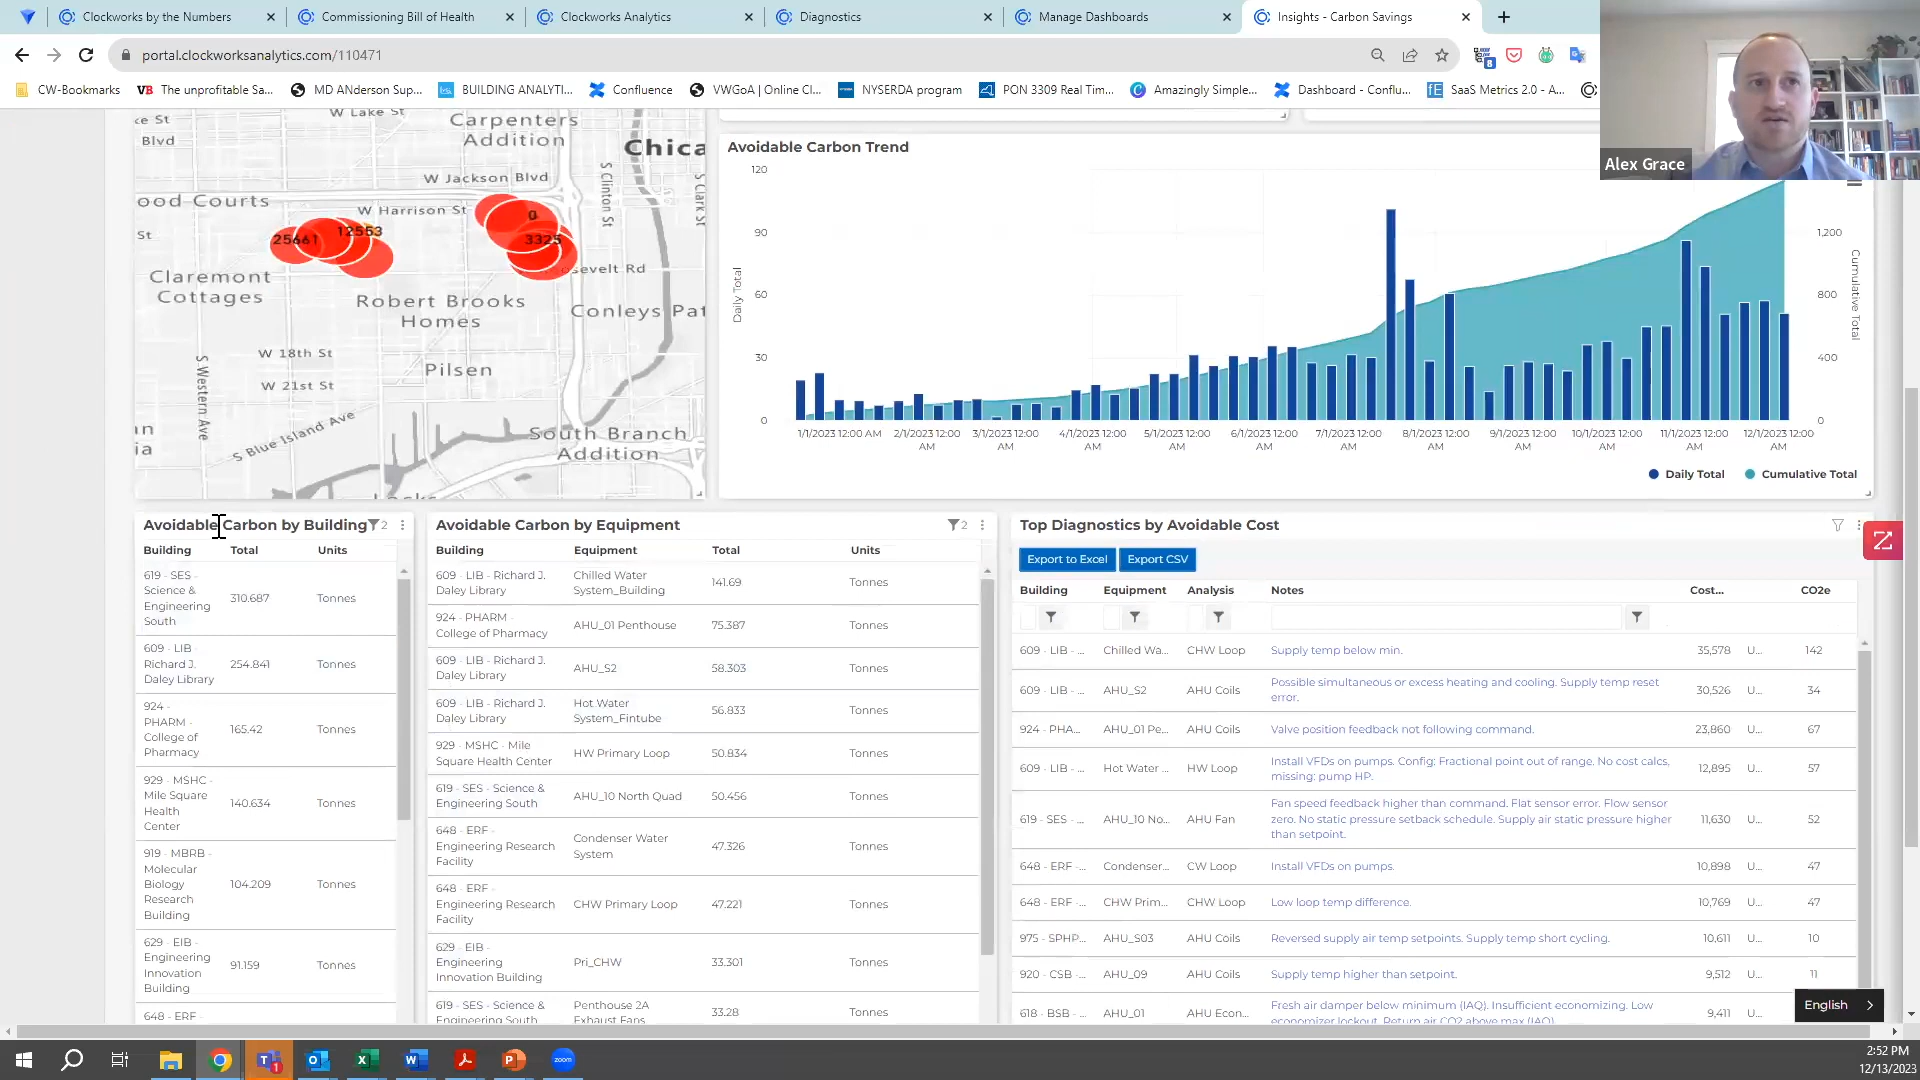 Clockworks by the Numbers
Commissioning Bill of Health
Clockworks Analytics
Diagnostics
Manage Dashboards
Insights - Carbon Savings
portal.clockworksanalytics.com/110471
8
CW-Bookmarks
The unprofitable Sa...
MD ANderson Sup...
BUILDING ANALYTI...
Confluence
VWGoA | Online Cl...
NYSERDA program
PON 3309 Real Tim...
Amazingly Simple...
Dashboard - Conflu...
SaaS Metrics 2.0 - A...
Alex Grace
W Lake St
ke St
Blvd
Carpenters
Addition
Chica
W Jackson Blvd
S Clinton St
S Clark St
ood Courts
W Harrison St
St
25661
12553
0
3325
osevelt Rd
Claremont
Cottages
Robert Brooks
Homes
Conleys Pat
W 18th St
Pilsen
W 21st St
S Western Ave
S Blue Island Ave
South Branch
Addition
Avoidable Carbon Trend
120
90
60
30
0
Daily Total
1,200
800
400
0
Cumulative Total
1/1/2023 12:00 AM
2/1/2023 12:00
AM
3/1/2023 12:00
AM
4/1/2023 12:00
AM
5/1/2023 12:00
AM
6/1/2023 12:00
AM
7/1/2023 12:00
AM
8/1/2023 12:00
AM
9/1/2023 12:00
AM
10/1/2023 12:00
AM
11/1/2023 12:00
AM
12/1/2023 12:00
AM
Daily Total
Cumulative Total
Avoidable Carbon by Building
2
Building Total Units
619 - SES -
Science &
Engineering
South
310.687 Tonnes
609 - LIB -
Richard J.
Daley Library
254.841 Tonnes
924 -
PHARM -
College of
Pharmacy
165.42 Tonnes
929 - MSHC -
Mile Square
Health
Center
140.634 Tonnes
919 - MBRB -
Molecular
Biology
Research
Building
104.209 Tonnes
629 - EIB -
Engineering
Innovation
Building
91.159 Tonnes
648 - ERF -
Avoidable Carbon by Equipment
2
Building Equipment Total Units
609 - LIB - Richard J.
Daley Library
Chilled Water
System_Building
141.69 Tonnes
924 - PHARM -
College of Pharmacy
AHU_01 Penthouse 75.387 Tonnes
609 - LIB - Richard J.
Daley Library
AHU_S2 58.303 Tonnes
609 - LIB - Richard J.
Daley Library
Hot Water
System_Fintube
56.833 Tonnes
929 - MSHC - Mile
Square Health Center
HW Primary Loop 50.834 Tonnes
619 - SES - Science &
Engineering South
AHU_10 North Quad 50.456 Tonnes
648 - ERF -
Engineering Research
Facility
Condenser Water
System
47.326 Tonnes
648 - ERF -
Engineering Research
Facility
CHW Primary Loop 47.221 Tonnes
629 - EIB -
Engineering
Innovation Building
Pri_CHW 33.301 Tonnes
619 - SES - Science &
Engineering South
Penthouse 2A
Exhaust Fans
33.28 Tonnes
Top Diagnostics by Avoidable Cost
Export to Excel
Export CSV
Building Equipment Analysis Notes Cost... CO2e
609 - LIB - ... Chilled Wa... CHW Loop Supply temp below min. 35,578 U... 142
609 - LIB - ... AHU_S2 AHU Coils Possible simultaneous or excess heating and cooling. Supply temp reset
error. 30,526 U... 34
924 - PHA... AHU_01 Pe... AHU Coils Valve position feedback not following command. 23,860 U... 67
609 - LIB - ... Hot Water ... HW Loop Install VFDs on pumps. Config: Fractional point out of range. No cost calcs,
missing: pump HP. 12,895 U... 57
619 - SES - ... AHU_10 No... AHU Fan Fan speed feedback higher than command. Flat sensor error. Flow sensor
zero. No static pressure setback schedule. Supply air static pressure higher
than setpoint. 11,630 U... 52
648 - ERF -... Condenser... CW Loop Install VFDs on pumps. 10,898 U... 47
648 - ERF -... CHW Prim... CHW Loop Low loop temp difference. 10,769 U... 47
975 - SPHP... AHU_S03 AHU Coils Reversed supply air temp setpoints. Supply temp short cycling. 10,611 U... 10
920 - CSB -... AHU_09 AHU Coils Supply temp higher than setpoint. 9,512 U... 11
618 - BSB -... AHU_01 AHU Econ... Fresh air damper below minimum (IAQ). Insufficient economizing. Low
economizer lockout. Return air CO2 above max (IAQ). 9,411 U...
English
2:52 PM
12/13/2023